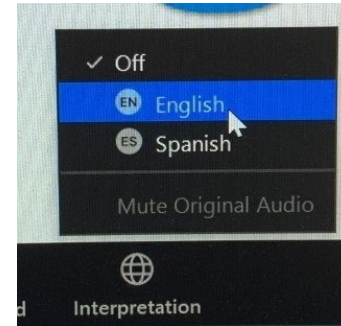 Off
EN English
ES Spanish
Mute Original Audio
d Interpretation